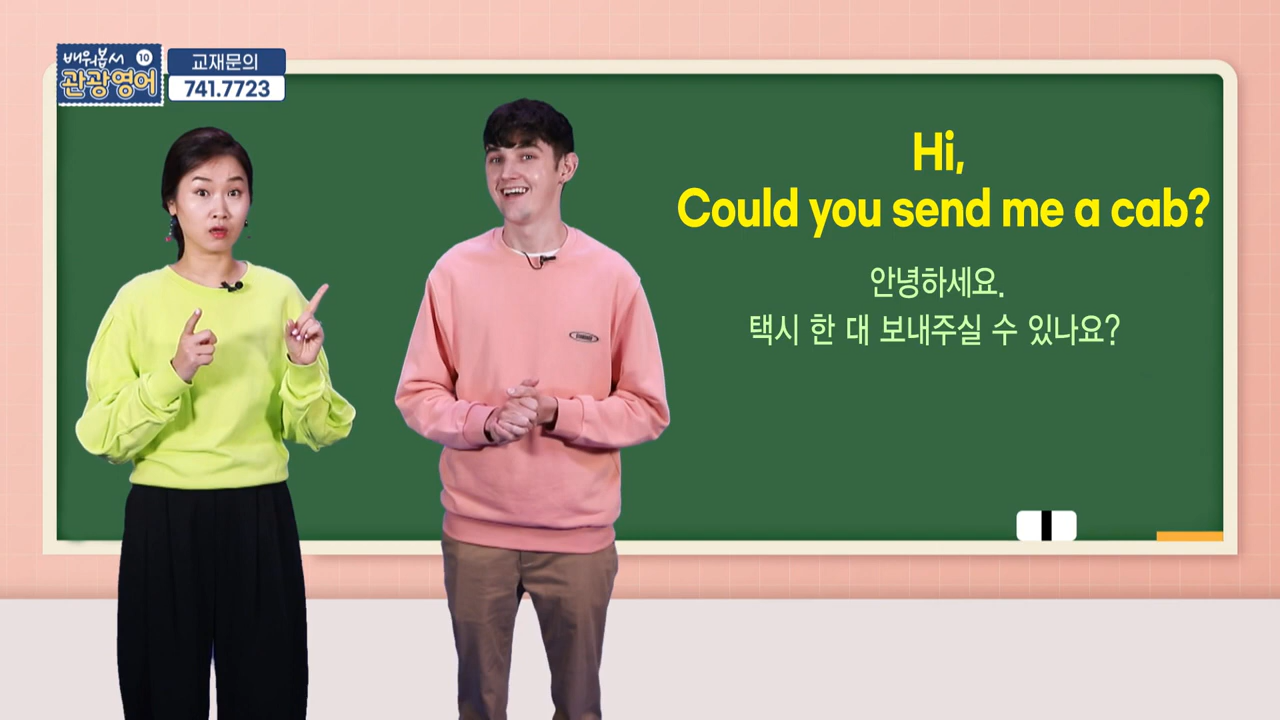 배워봅서 10
관광영어
교재문의
741.7723
Hi,
Could you send me a cab?
안녕하세요.
택시 한 대 보내주실 수 있나요?